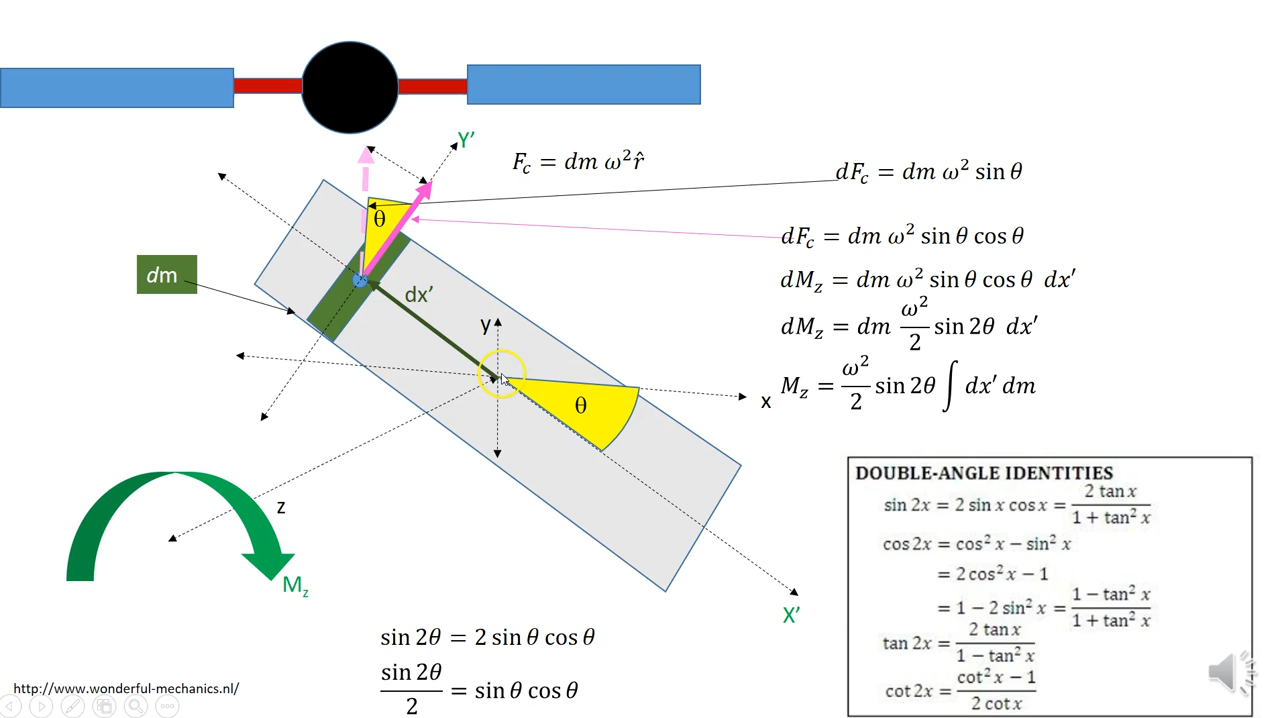 Y’
F_c = dm ω² r̂
dF_c = dm ω² sin θ
θ
dF_c = dm ω² sin θ cos θ
dm
dx’
dM_z = dm ω² sin θ cos θ dx′
y
dM_z = dm ω²/2 sin 2θ dx′
M_z = ω²/2 sin 2θ ∫ dx′ dm
θ
x
z
M_z
X’
DOUBLE-ANGLE IDENTITIES
sin 2x = 2 sin x cos x = 2 tan x / 1 + tan² x
cos 2x = cos² x − sin² x
= 2 cos² x − 1
= 1 − 2 sin² x = 1 − tan² x / 1 + tan² x
tan 2x = 2 tan x / 1 − tan² x
cot 2x = cot² x − 1 / 2 cot x
sin 2θ = 2 sin θ cos θ
sin 2θ / 2 = sin θ cos θ
http://www.wonderful-mechanics.nl/